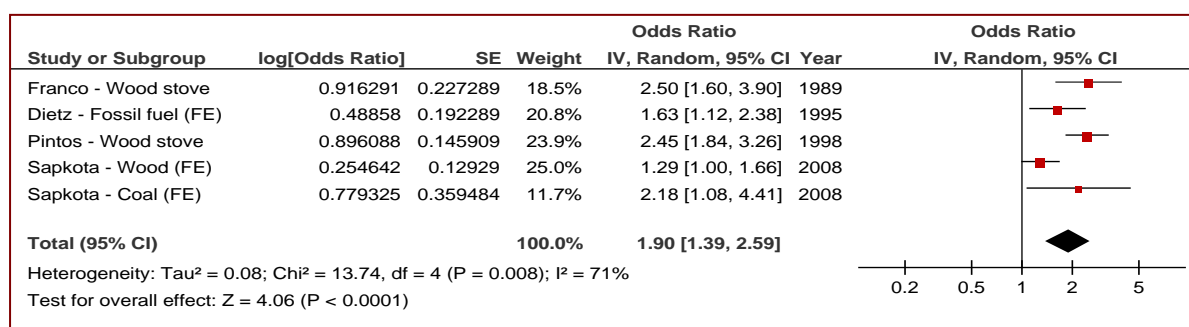 Odds Ratio Odds Ratio
Study or Subgroup log[Odds Ratio] SE Weight IV, Random, 95% CI Year IV, Random, 95% CI
Franco - Wood stove 0.916291 0.227289 18.5% 2.50 [1.60, 3.90] 1989
Dietz - Fossil fuel (FE) 0.48858 0.192289 20.8% 1.63 [1.12, 2.38] 1995
Pintos - Wood stove 0.896088 0.145909 23.9% 2.45 [1.84, 3.26] 1998
Sapkota - Wood (FE) 0.254642 0.12929 25.0% 1.29 [1.00, 1.66] 2008
Sapkota - Coal (FE) 0.779325 0.359484 11.7% 2.18 [1.08, 4.41] 2008
Total (95% CI) 100.0% 1.90 [1.39, 2.59]
Heterogeneity: Tau² = 0.08; Chi² = 13.74, df = 4 (P = 0.008); I² = 71%
Test for overall effect: Z = 4.06 (P < 0.0001)
0.2 0.5 1 2 5